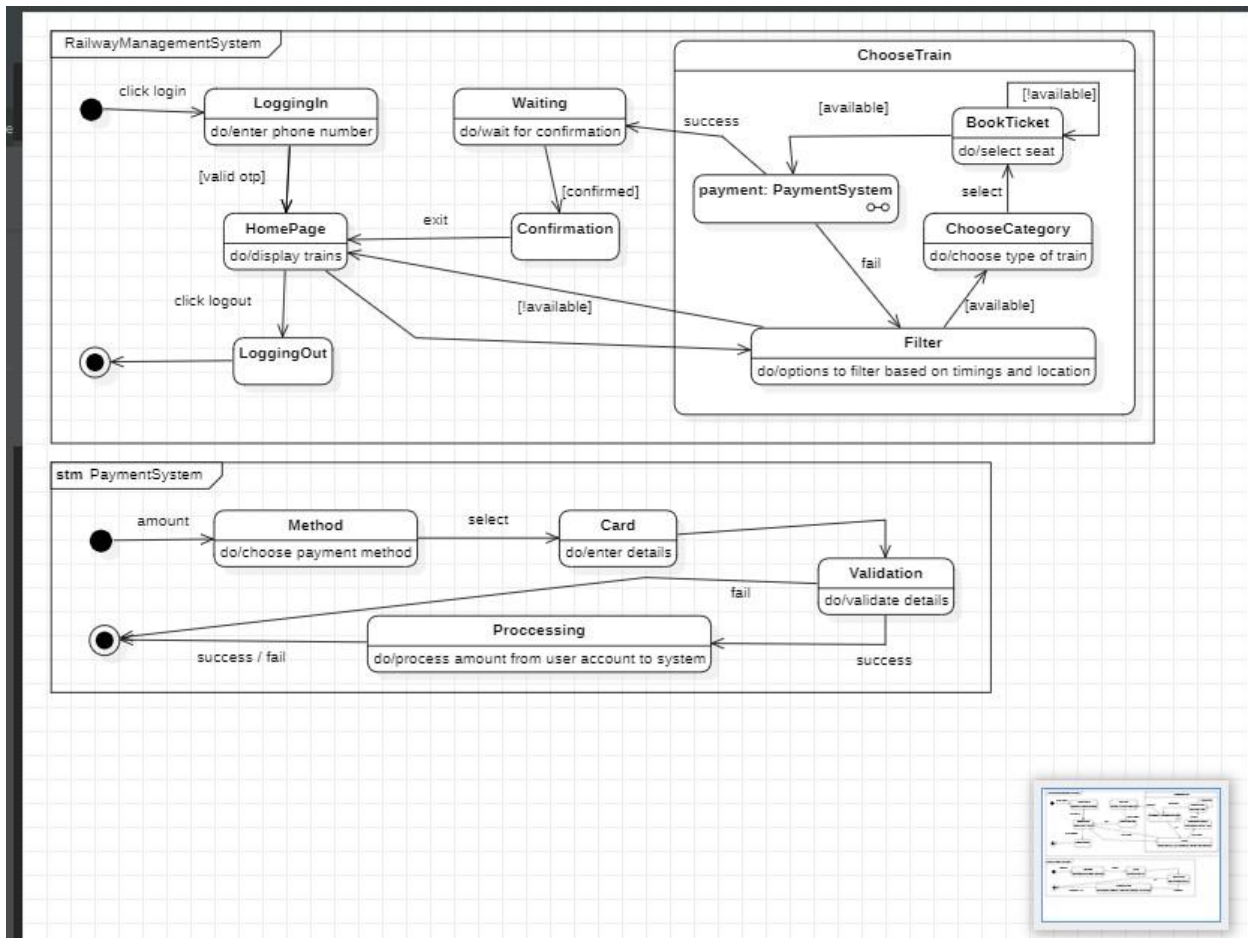 RailwayManagementSystem
ChooseTrain
click login
LoggingIn
do/enter phone number
Waiting
do/wait for confirmation
success
[available]
[!available]
BookTicket
do/select seat
[valid otp]
[confirmed]
payment: PaymentSystem
select
HomePage
do/display trains
exit
Confirmation
ChooseCategory
do/choose type of train
fail
click logout
[!available]
[available]
LoggingOut
Filter
do/options to filter based on timings and location
stm PaymentSystem
amount
Method
do/choose payment method
select
Card
do/enter details
Validation
do/validate details
fail
Proccessing
do/process amount from user account to system
success / fail
success